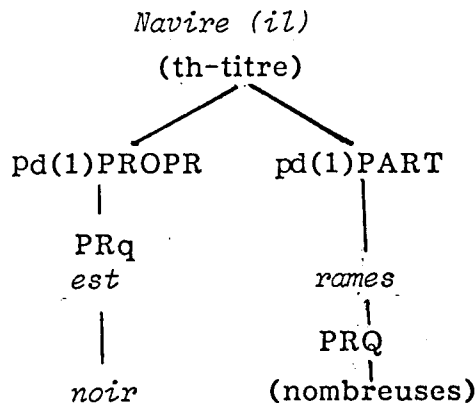 Navire (il)
(th-titre)
pd(1)PROPR pd(1)PART
PRq
est rames
PRQ
noir (nombreuses)